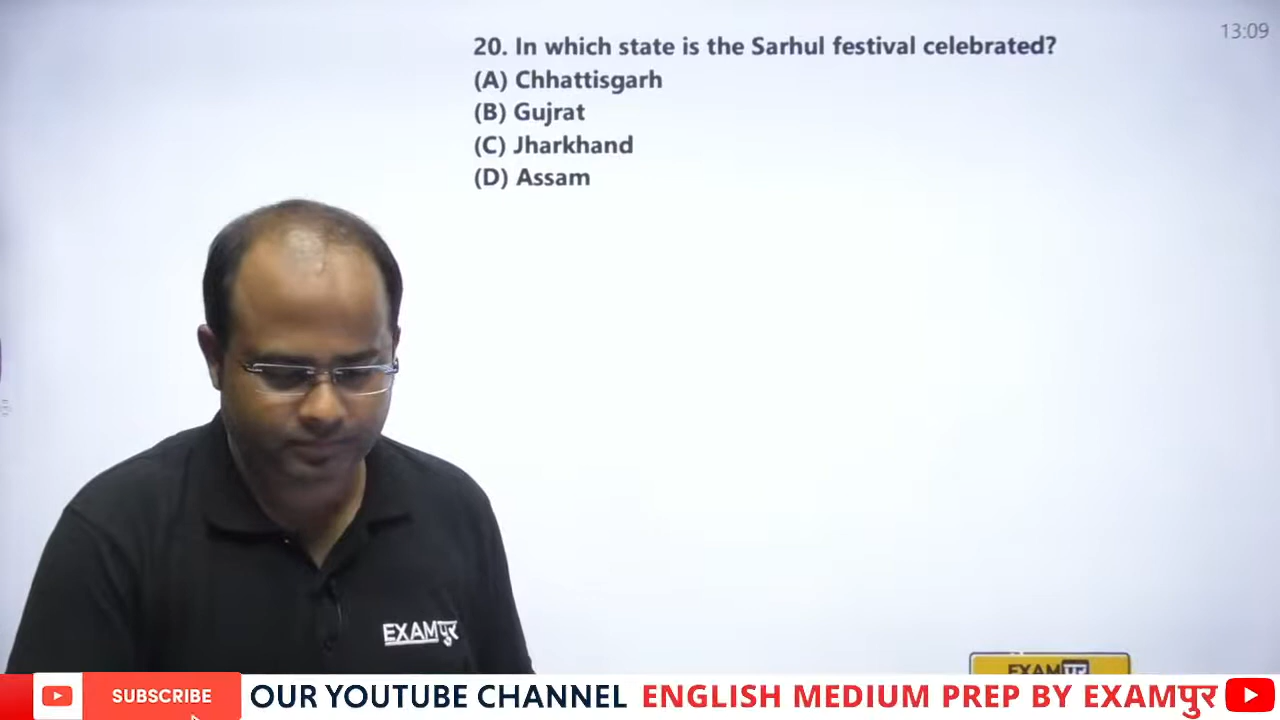 13:09
20. In which state is the Sarhul festival celebrated?
(A) Chhattisgarh
(B) Gujrat
(C) Jharkhand
(D) Assam
EXAMपुर
EXAMपुर
SUBSCRIBE OUR YOUTUBE CHANNEL ENGLISH MEDIUM PREP BY EXAMपुर